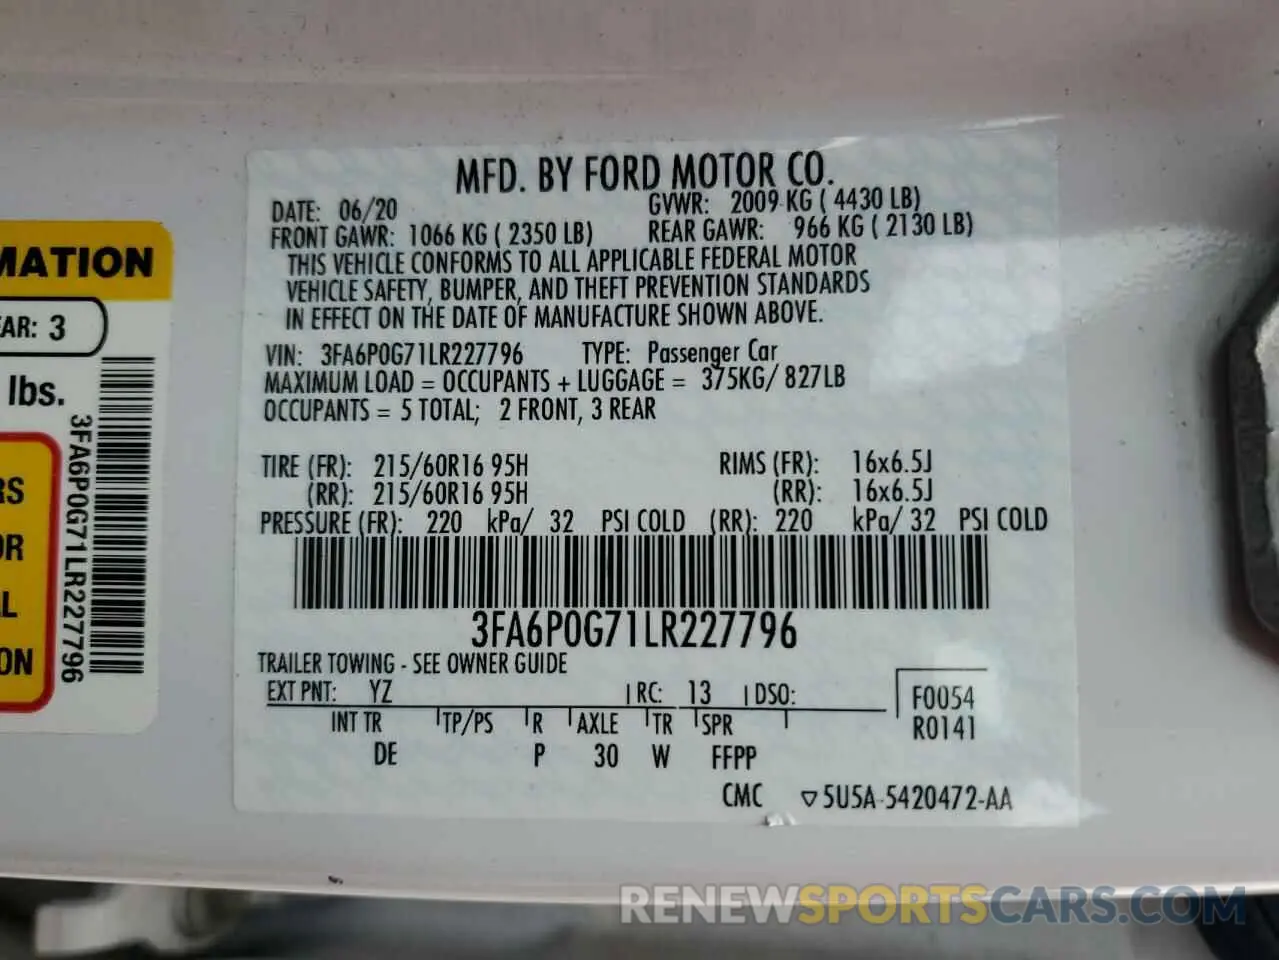 MFD. BY FORD MOTOR CO.
DATE: 06/20 GVWR: 2009 KG ( 4430 LB)
FRONT GAWR: 1066 KG ( 2350 LB) REAR GAWR: 966 KG ( 2130 LB)
THIS VEHICLE CONFORMS TO ALL APPLICABLE FEDERAL MOTOR
VEHICLE SAFETY, BUMPER, AND THEFT PREVENTION STANDARDS
IN EFFECT ON THE DATE OF MANUFACTURE SHOWN ABOVE.
VIN: 3FA6P0G71LR227796 TYPE: Passenger Car
MAXIMUM LOAD = OCCUPANTS + LUGGAGE = 375KG/ 827LB
OCCUPANTS = 5 TOTAL; 2 FRONT, 3 REAR
TIRE (FR): 215/60R16 95H RIMS (FR): 16x6.5J
(RR): 215/60R16 95H (RR): 16x6.5J
PRESSURE (FR): 220 kPa/ 32 PSI COLD (RR): 220 kPa/ 32 PSI COLD
3FA6P0G71LR227796
TRAILER TOWING - SEE OWNER GUIDE
EXT PNT: YZ RC: 13 DSO:
F0054
R0141
INT TR TP/PS R AXLE TR SPR
DE P 30 W FFPP
CMC ▽5U5A-5420472-AA
MATION
EAR: 3
lbs.
3FA6P0G71LR227796
RS
OR
L
ON
RENEWSPORTSCARS.COM